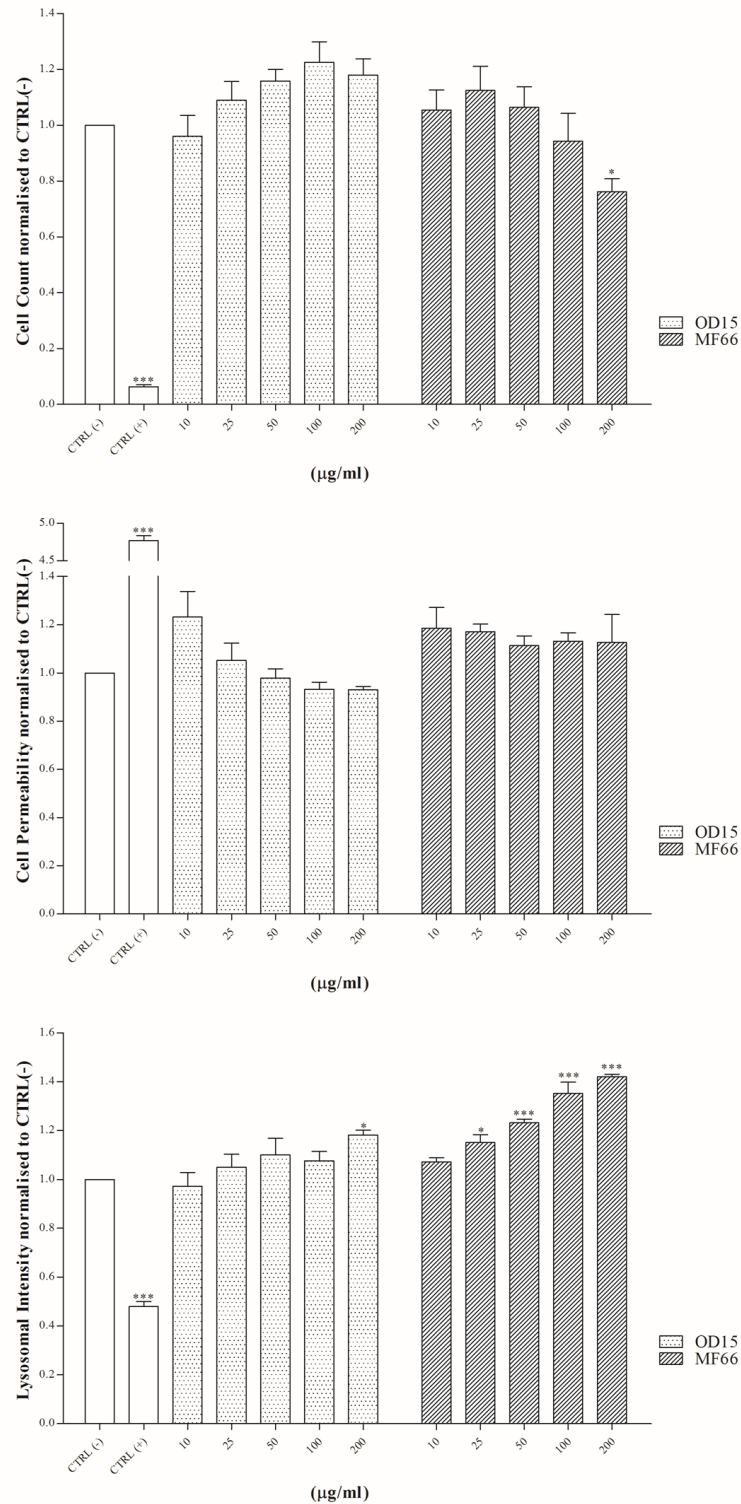 1.4
1.2
1.0
0.8
0.6
0.4
0.2
0.0
Cell Count normalised to CTRL(-)
***
*
CTRL (-) CTRL (+) 10 25 50 100 200 10 25 50 100 200
(µg/ml)
OD15
MF66
5.0
4.5
1.4
1.2
1.0
0.8
0.6
0.4
0.2
0.0
Cell Permeability normalised to CTRL(-)
***
CTRL (-) CTRL (+) 10 25 50 100 200 10 25 50 100 200
(µg/ml)
OD15
MF66
1.6
1.4
1.2
1.0
0.8
0.6
0.4
0.2
0.0
Lysosomal Intensity normalised to CTRL(-)
***
*
*
***
***
***
CTRL (-) CTRL (+) 10 25 50 100 200 10 25 50 100 200
(µg/ml)
OD15
MF66